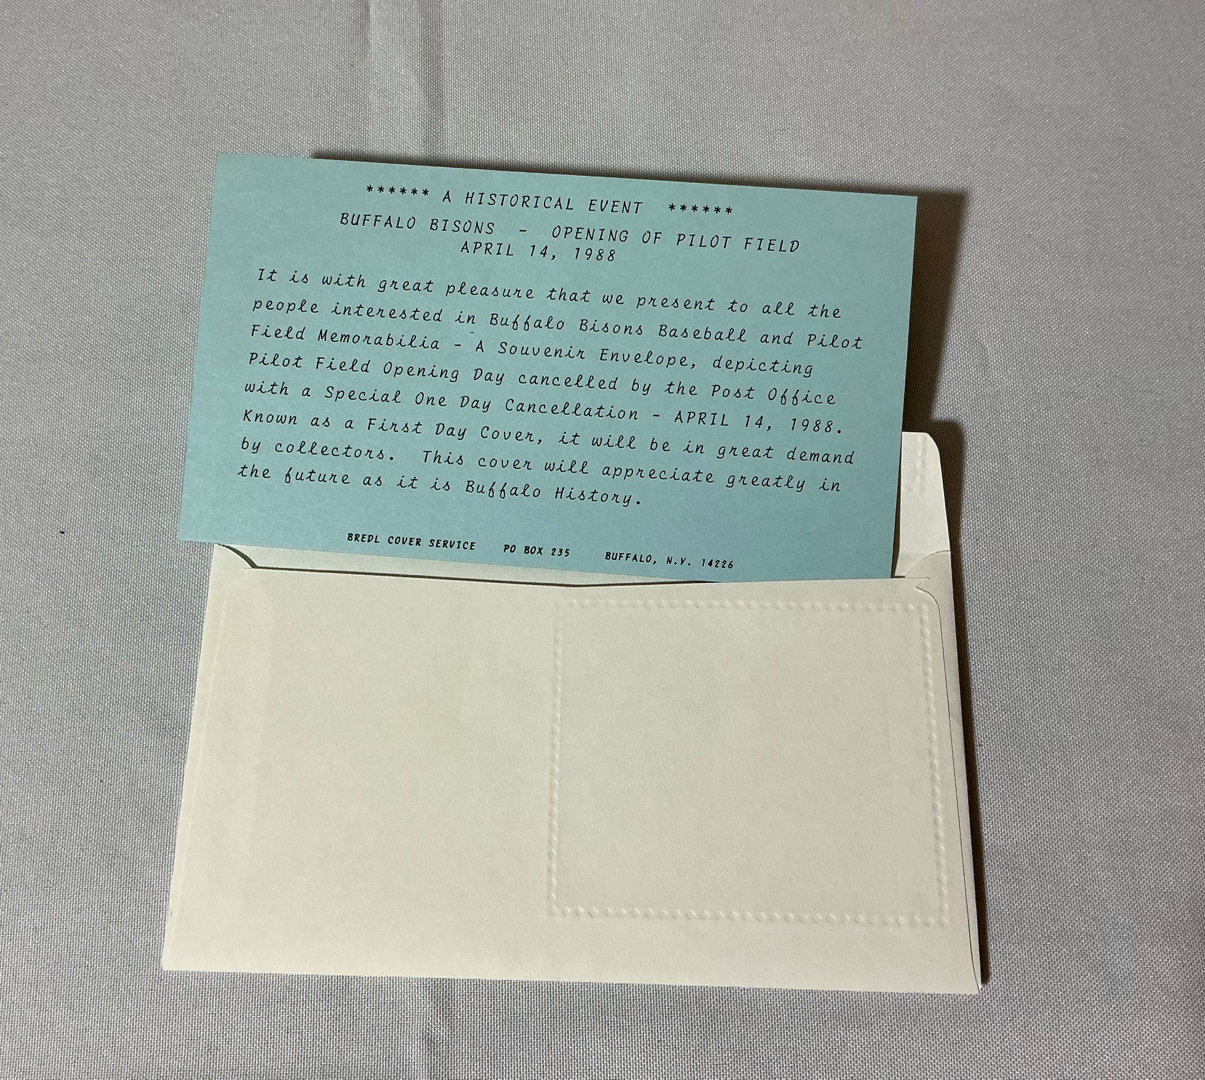 ****** A HISTORICAL EVENT ******
BUFFALO BISONS - OPENING OF PILOT FIELD
APRIL 14, 1988
It is with great pleasure that we present to all the
people interested in Buffalo Bisons Baseball and Pilot
Field Memorabilia - A Souvenir Envelope, depicting
Pilot Field Opening Day cancelled by the Post Office
with a Special One Day Cancellation - APRIL 14, 1988.
Known as a First Day Cover, it will be in great demand
by collectors. This cover will appreciate greatly in
the future as it is Buffalo History.
BREDL COVER SERVICE PO BOX 235 BUFFALO, N.Y. 14226